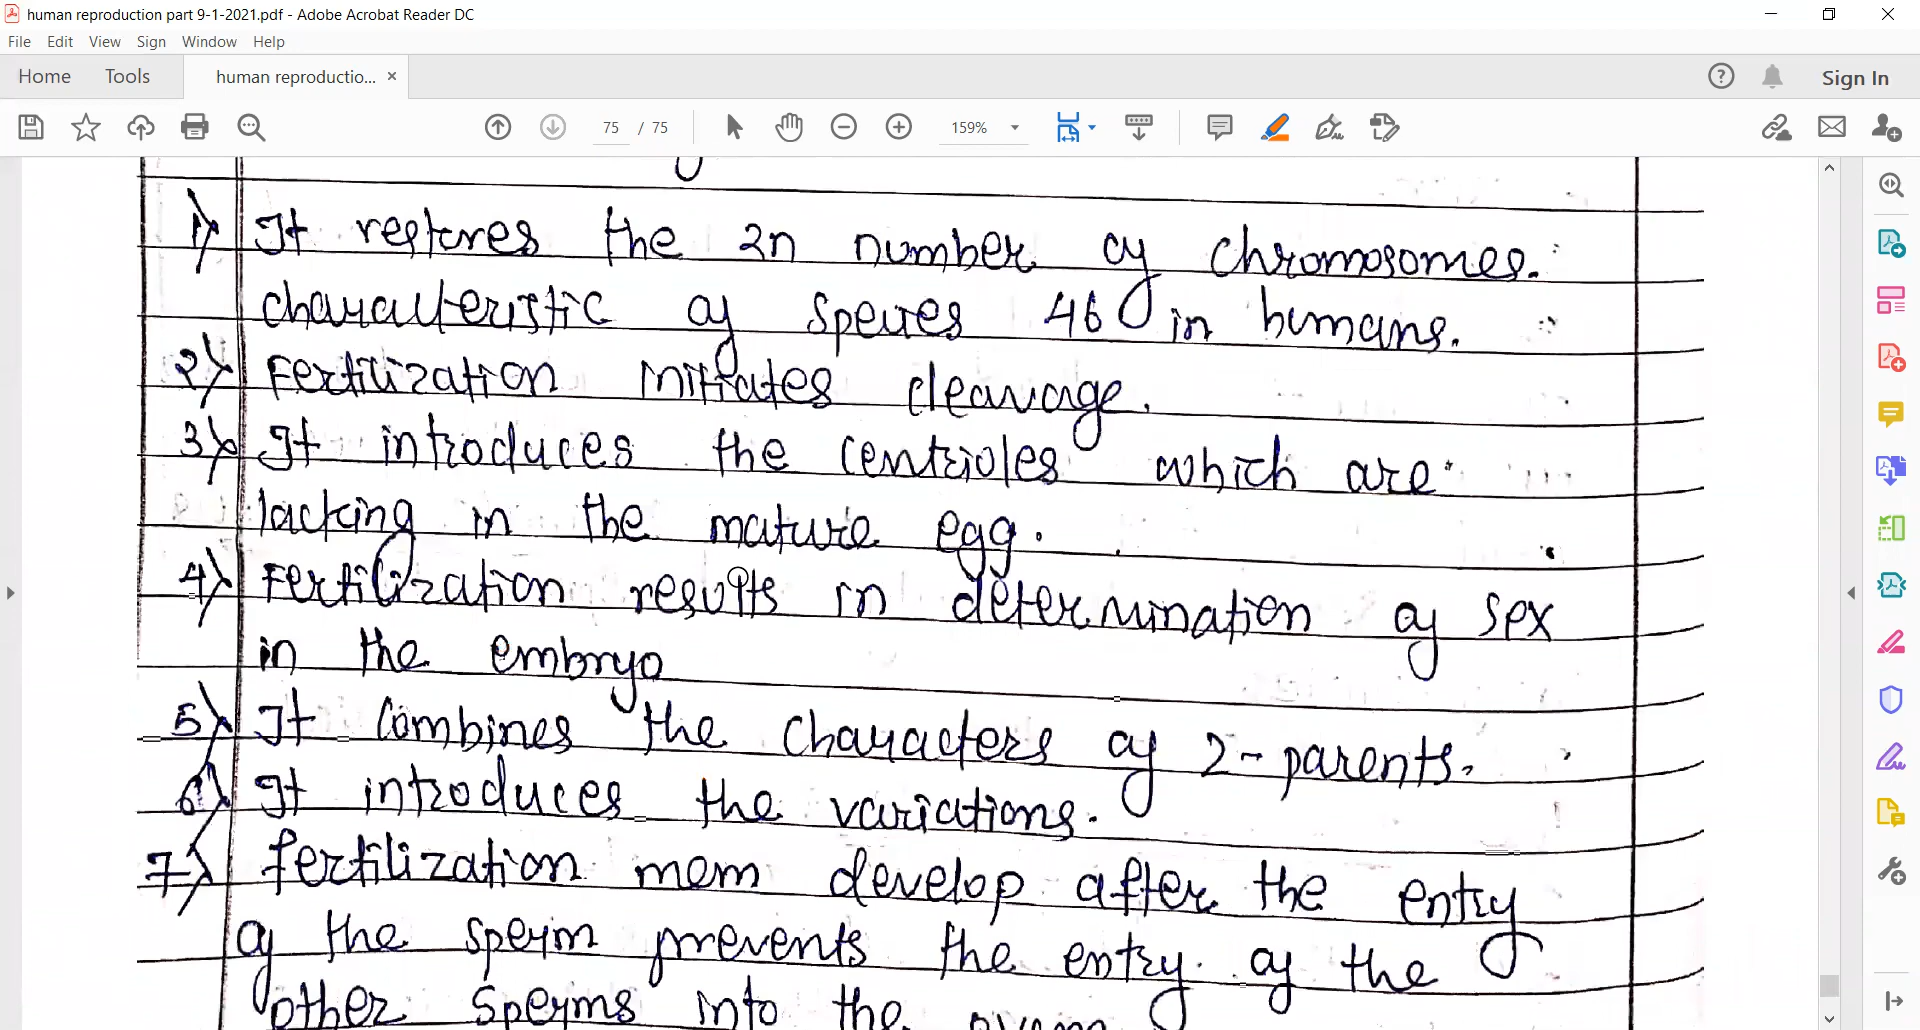 human reproduction part 9-1-2021.pdf - Adobe Acrobat Reader DC
File Edit View Sign Window Help
Home Tools human reproductio... × Sign In
75 / 75 159%
1) It restores the 2n number of chromosomes.
characteristic of species 46 in humans.
2) Fertilization initiates cleavage.
3) It introduces the centrioles which are
lacking in the mature egg.
4) Fertilization results in determination of sex
in the embryo
5) It combines the characters of 2-parents.
6) It introduces the variations.
7) fertilization mem develop after the entry
of the sperm prevents the entry of the
other sperms into the ovum